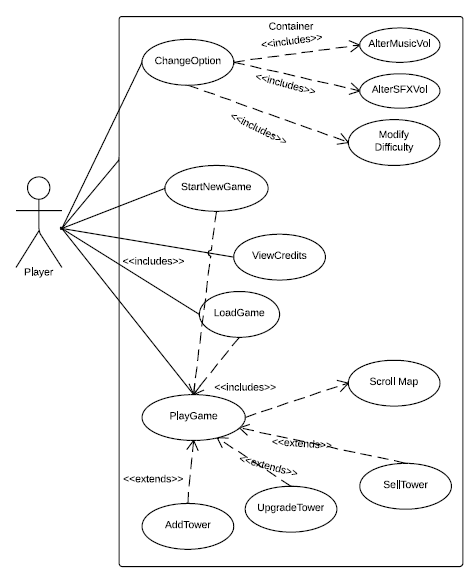 Container
<<includes>>
AlterMusicVol
ChangeOption
<<includes>>
AlterSFXVol
<<includes>>
Modify
Difficulty
StartNewGame
Player
<<includes>>
ViewCredits
LoadGame
<<includes>>
Scroll Map
PlayGame
<<extends>>
<<extends>>
<<extends>>
SellTower
UpgradeTower
AddTower